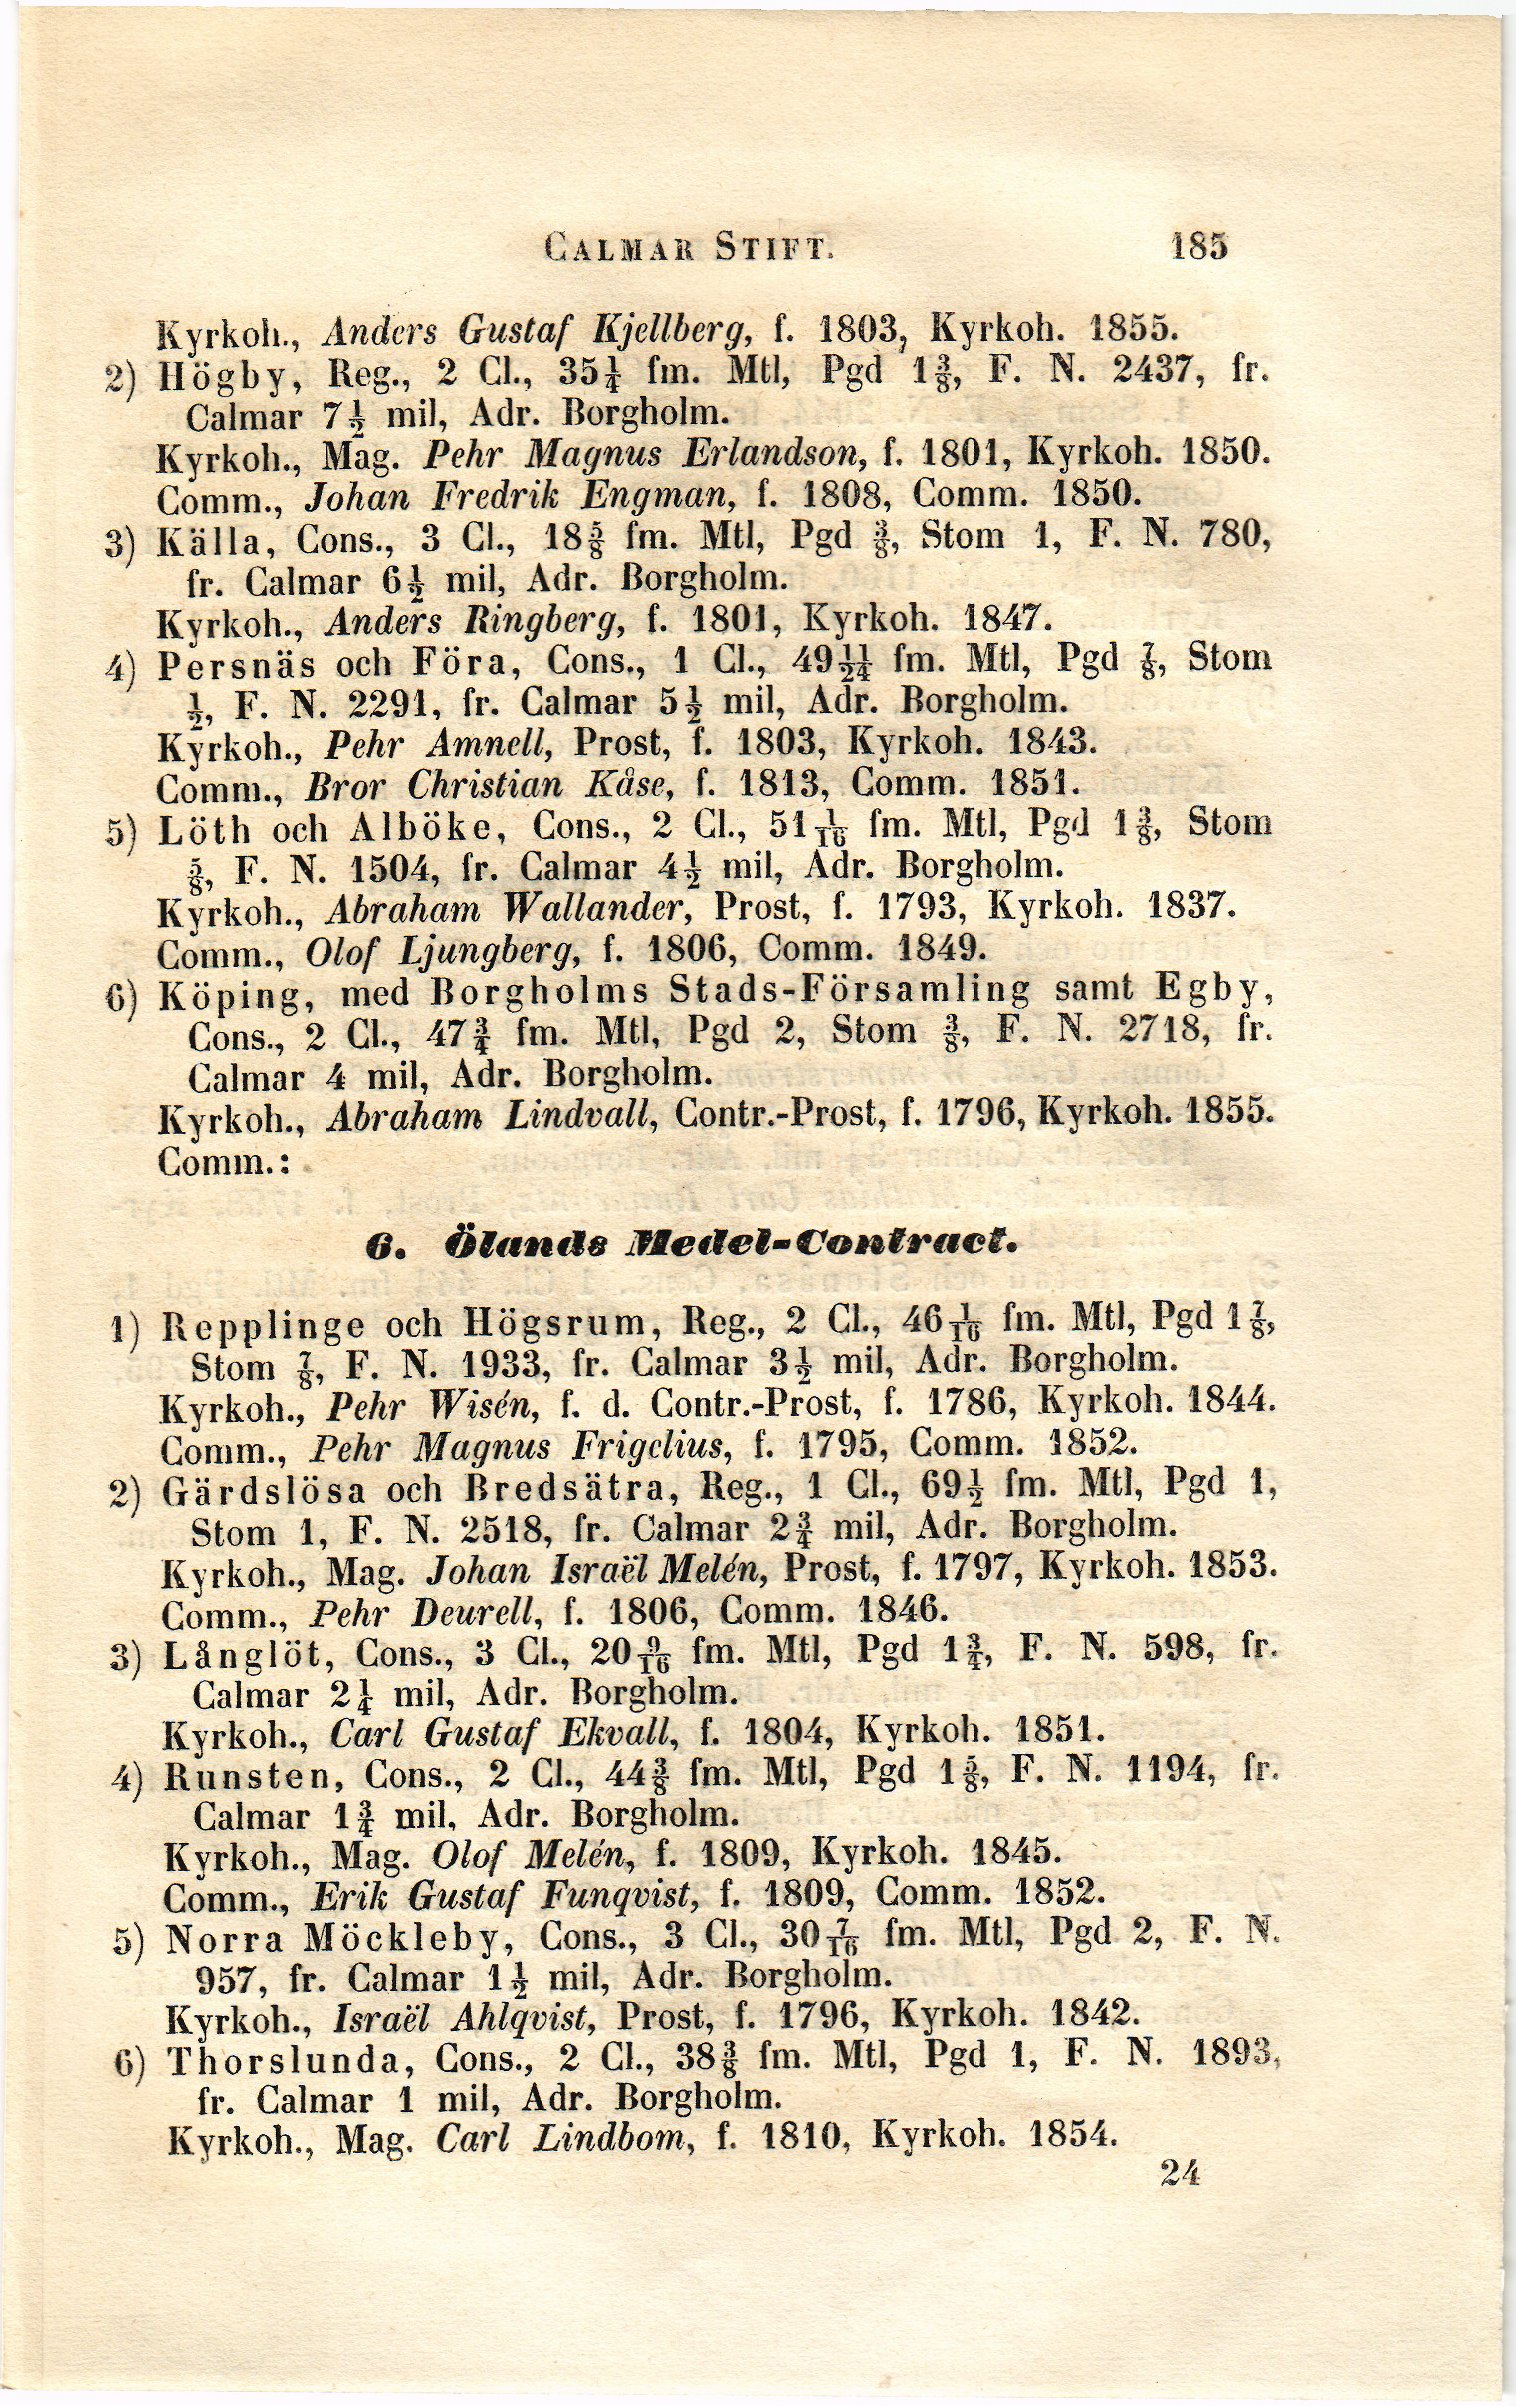 CALMAR STIFT. 185
Kyrkoh., Anders Gustaf Kjellberg, f. 1803, Kyrkoh. 1855.
2) Högby, Reg., 2 Cl., 35¼ fm. Mtl, Pgd 1⅜, F. N. 2437, fr.
Calmar 7½ mil, Adr. Borgholm.
Kyrkoh., Mag. Pehr Magnus Erlandson, f. 1801, Kyrkoh. 1850.
Comm., Johan Fredrik Engman, f. 1808, Comm. 1850.
3) Källa, Cons., 3 Cl., 18⅝ fm. Mtl, Pgd ⅜, Stom 1, F. N. 780,
fr. Calmar 6½ mil, Adr. Borgholm.
Kyrkoh., Anders Ringberg, f. 1801, Kyrkoh. 1847.
4) Persnäs och Föra, Cons., 1 Cl., 49 11/24 fm. Mtl, Pgd ⅞, Stom
½, F. N. 2291, fr. Calmar 5½ mil, Adr. Borgholm.
Kyrkoh., Pehr Amnell, Prost, f. 1803, Kyrkoh. 1843.
Comm., Bror Christian Kåse, f. 1813, Comm. 1851.
5) Löth och Alböke, Cons., 2 Cl., 51 1/16 fm. Mtl, Pgd 1⅜, Stom
⅝, F. N. 1504, fr. Calmar 4½ mil, Adr. Borgholm.
Kyrkoh., Abraham Wallander, Prost, f. 1793, Kyrkoh. 1837.
Comm., Olof Ljungberg, f. 1806, Comm. 1849.
6) Köping, med Borgholms Stads-Församling samt Egby,
Cons., 2 Cl., 47¾ fm. Mtl, Pgd 2, Stom ⅜, F. N. 2718, fr.
Calmar 4 mil, Adr. Borgholm.
Kyrkoh., Abraham Lindvall, Contr.-Prost, f. 1796, Kyrkoh. 1855.
Comm.:
6. Ölands Medel-Contract.
1) Repplinge och Högsrum, Reg., 2 Cl., 46 1/16 fm. Mtl, Pgd 1⅞,
Stom ⅞, F. N. 1933, fr. Calmar 3½ mil, Adr. Borgholm.
Kyrkoh., Pehr Wisén, f. d. Contr.-Prost, f. 1786, Kyrkoh. 1844.
Comm., Pehr Magnus Frigelius, f. 1795, Comm. 1852.
2) Gärdslösa och Bredsätra, Reg., 1 Cl., 69½ fm. Mtl, Pgd 1,
Stom 1, F. N. 2518, fr. Calmar 2¾ mil, Adr. Borgholm.
Kyrkoh., Mag. Johan Israël Melén, Prost, f. 1797, Kyrkoh. 1853.
Comm., Pehr Deurell, f. 1806, Comm. 1846.
3) Långlöt, Cons., 3 Cl., 20 9/16 fm. Mtl, Pgd 1¾, F. N. 598, fr.
Calmar 2¼ mil, Adr. Borgholm.
Kyrkoh., Carl Gustaf Ekvall, f. 1804, Kyrkoh. 1851.
4) Runsten, Cons., 2 Cl., 44⅜ fm. Mtl, Pgd 1⅝, F. N. 1194, fr.
Calmar 1¾ mil, Adr. Borgholm.
Kyrkoh., Mag. Olof Melén, f. 1809, Kyrkoh. 1845.
Comm., Erik Gustaf Funqvist, f. 1809, Comm. 1852.
5) Norra Möckleby, Cons., 3 Cl., 30 7/16 fm. Mtl, Pgd 2, F. N.
957, fr. Calmar 1½ mil, Adr. Borgholm.
Kyrkoh., Israël Ahlqvist, Prost, f. 1796, Kyrkoh. 1842.
6) Thorslunda, Cons., 2 Cl., 38⅜ fm. Mtl, Pgd 1, F. N. 1893,
fr. Calmar 1 mil, Adr. Borgholm.
Kyrkoh., Mag. Carl Lindbom, f. 1810, Kyrkoh. 1854.
24